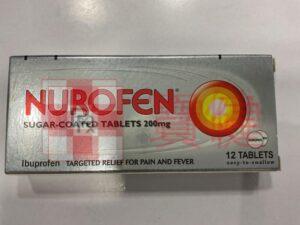 NUROFEN
SUGAR-COATED TABLETS 200mg
Ibuprofen TARGETED RELIEF FOR PAIN AND FEVER
12 TABLETS
easy-to-swallow